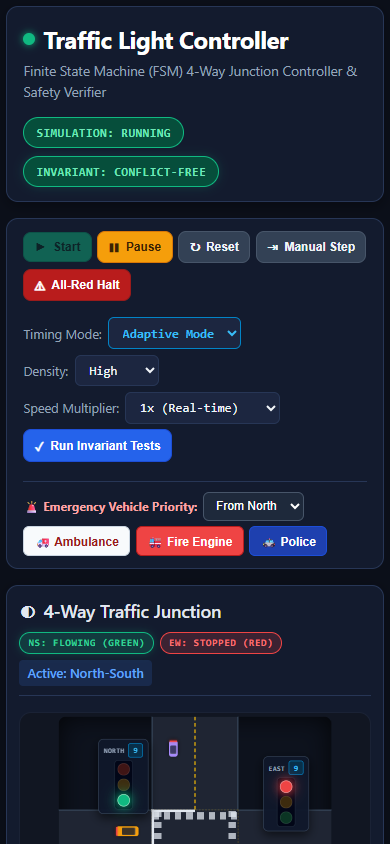 Traffic Light Controller
Finite State Machine (FSM) 4-Way Junction Controller &
Safety Verifier
SIMULATION: RUNNING
INVARIANT: CONFLICT-FREE
Start Pause Reset Manual Step
All-Red Halt
Timing Mode: Adaptive Mode
Density: High
Speed Multiplier: 1x (Real-time)
Run Invariant Tests
Emergency Vehicle Priority: From North
Ambulance Fire Engine Police
4-Way Traffic Junction
NS: FLOWING (GREEN) EW: STOPPED (RED)
Active: North-South
NORTH 9
EAST 9